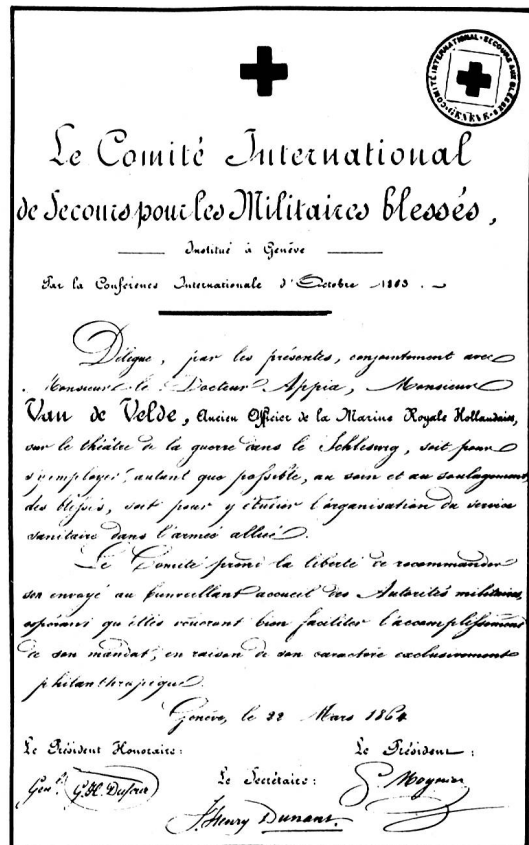 COMITÉ INTERNATIONAL · SECOURS AUX BLESSÉS · GENÈVE
Le Comité International
de Secours pour les Militaires blessés,
Institué à Genève
Par la Conférence Internationale d'Octobre 1863.
Délègue, par les présentes, conjointement avec
Monsieur le Docteur Appia, Monsieur
Van de Velde, Ancien Officier de la Marine Royale Hollandaise,
sur le théâtre de la guerre dans le Schleswig, soit pour
s'employer, autant que possible, au soin et au soulagement
des blessés, soit pour y étudier l'organisation du service
sanitaire dans l'armée alliée.
Le Comité prend la liberté de recommander
son envoyé au bienveillant accueil des Autorités militaires,
espérant qu'elles voudront bien faciliter l'accomplissement
de son mandat, en raison de son caractère exclusivement
philanthropique.
Genève, le 22 Mars 1864
Le Président Honoraire:
Le Président:
Le Secrétaire:
Genl. G.H. Dufour
G. Moynier
J. Henry Dunant.